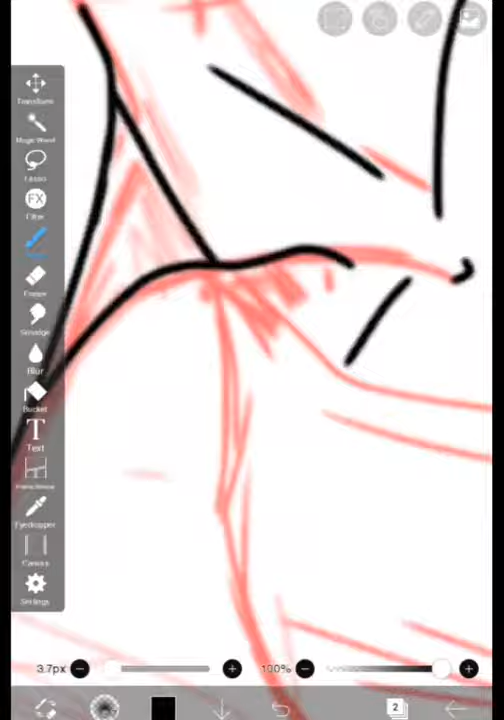 Transform
Magic Wand
Lasso
FX
Filter
Eraser
Smudge
Blur
Bucket
T
Text
Eyedropper
Canvas
Settings
3.7px
100%
2